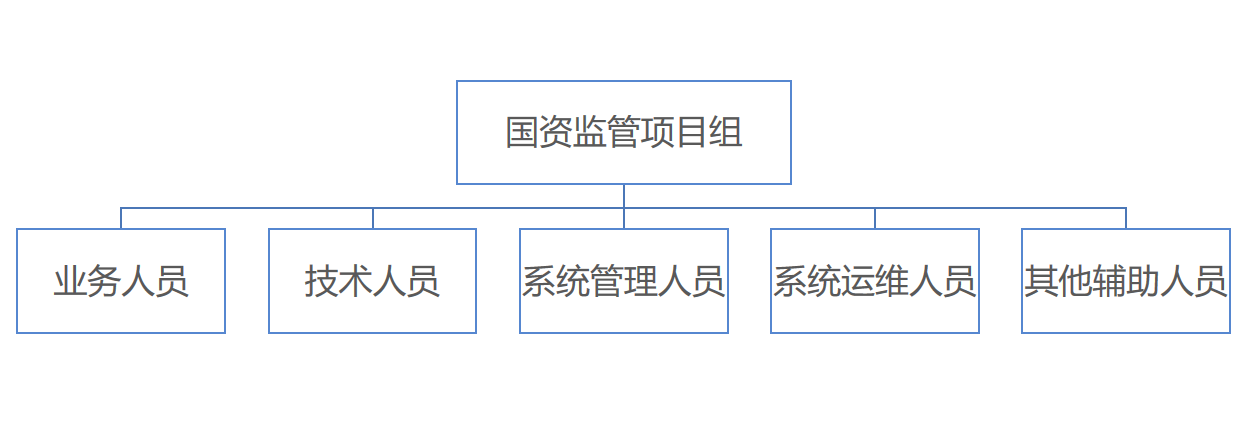 国资监管项目组
业务人员
技术人员
系统管理人员
系统运维人员
其他辅助人员